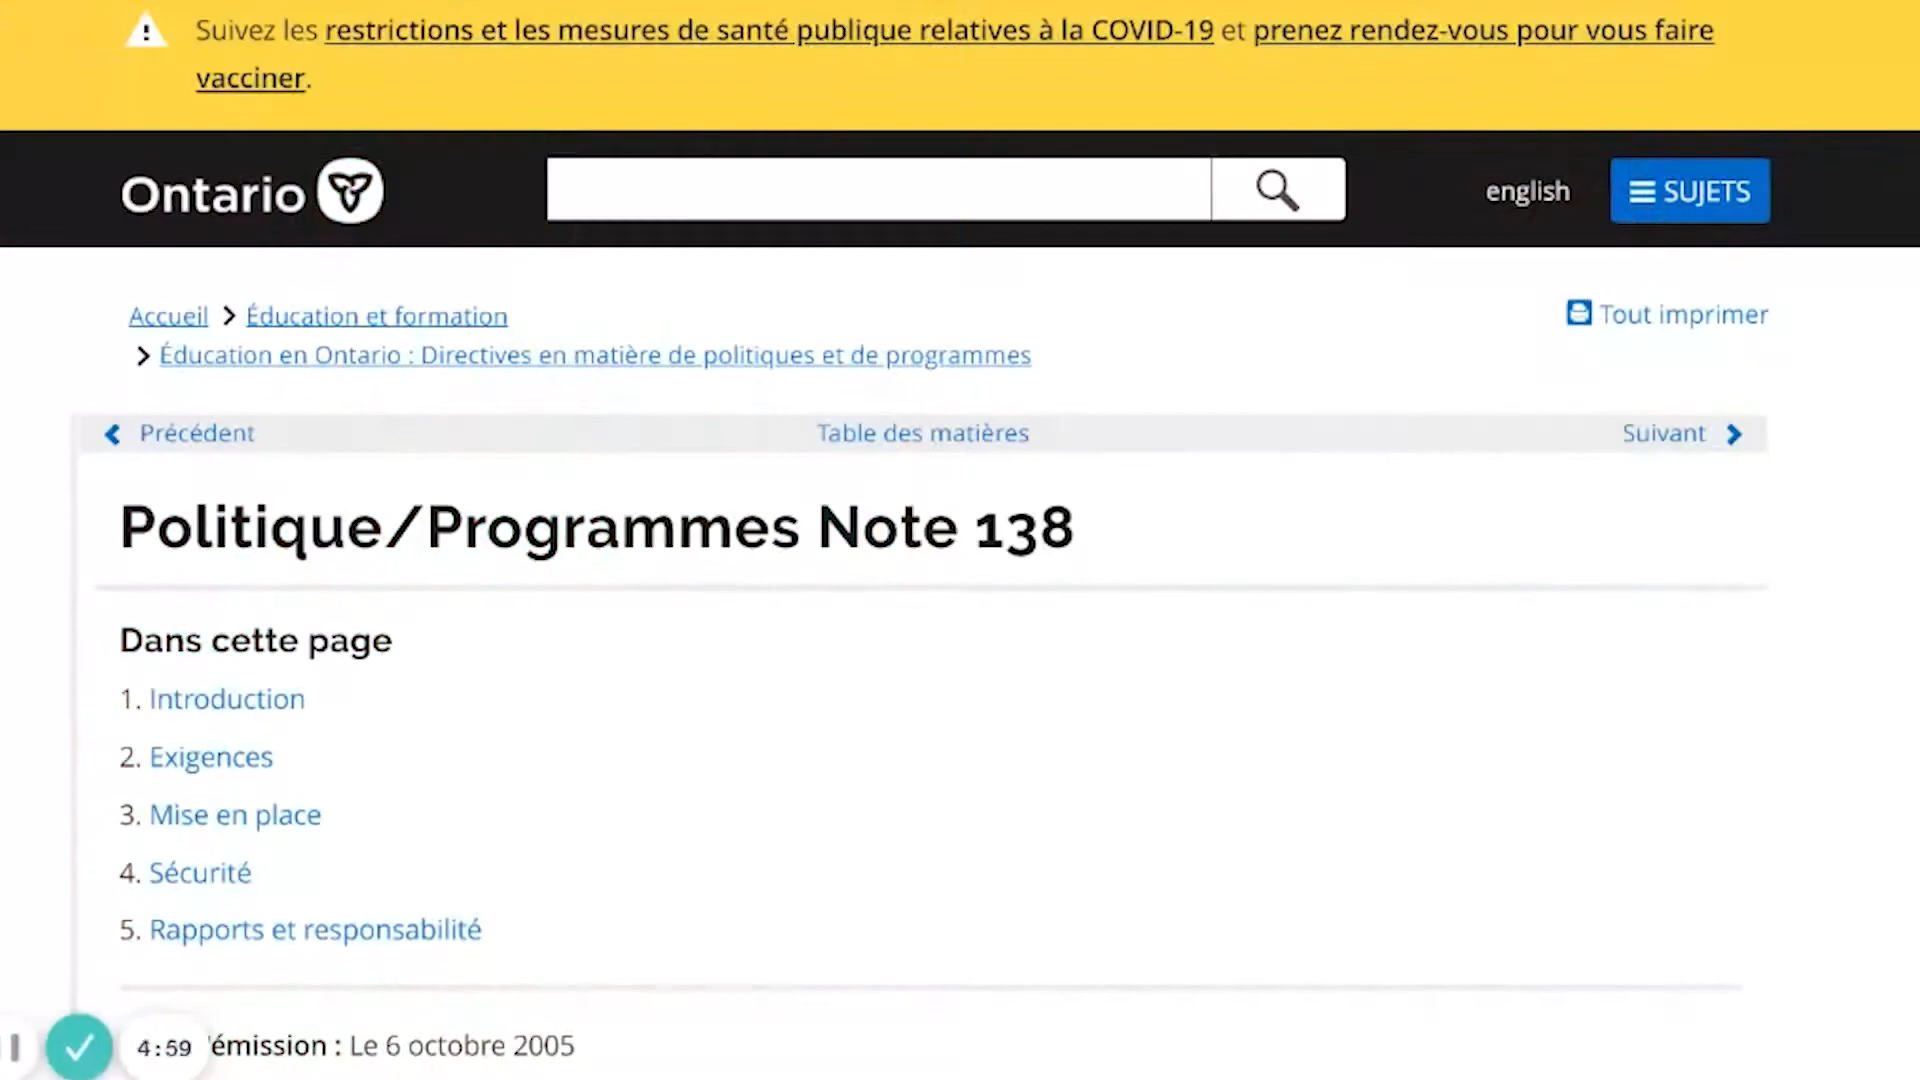 Suivez les restrictions et les mesures de santé publique relatives à la COVID-19 et prenez rendez-vous pour vous faire
vacciner.
Ontario
english
SUJETS
Accueil > Éducation et formation
Tout imprimer
> Éducation en Ontario : Directives en matière de politiques et de programmes
Précédent
Table des matières
Suivant
Politique/Programmes Note 138
Dans cette page
1. Introduction
2. Exigences
3. Mise en place
4. Sécurité
5. Rapports et responsabilité
4:59
'émission : Le 6 octobre 2005